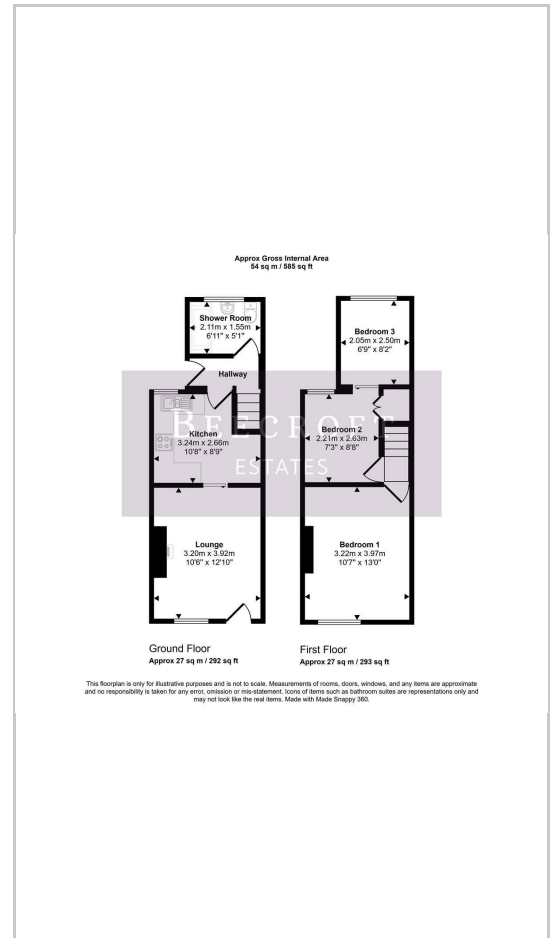 Approx Gross Internal Area
54 sq m / 585 sq ft
Shower Room
2.11m x 1.55m
6'11" x 5'1"
Hallway
Kitchen
3.24m x 2.66m
10'8" x 8'9"
Lounge
3.20m x 3.92m
10'6" x 12'10"
Ground Floor
Approx 27 sq m / 292 sq ft
Bedroom 3
2.05m x 2.50m
6'9" x 8'2"
Bedroom 2
2.21m x 2.63m
7'3" x 8'8"
Bedroom 1
3.22m x 3.97m
10'7" x 13'0"
First Floor
Approx 27 sq m / 293 sq ft
BEECROFT
ESTATES
This floorplan is only for illustrative purposes and is not to scale. Measurements of rooms, doors, windows, and any items are approximate
and no responsibility is taken for any error, omission or mis-statement. Icons of items such as bathroom suites are representations only and
may not look like the real items. Made with Made Snappy 360.